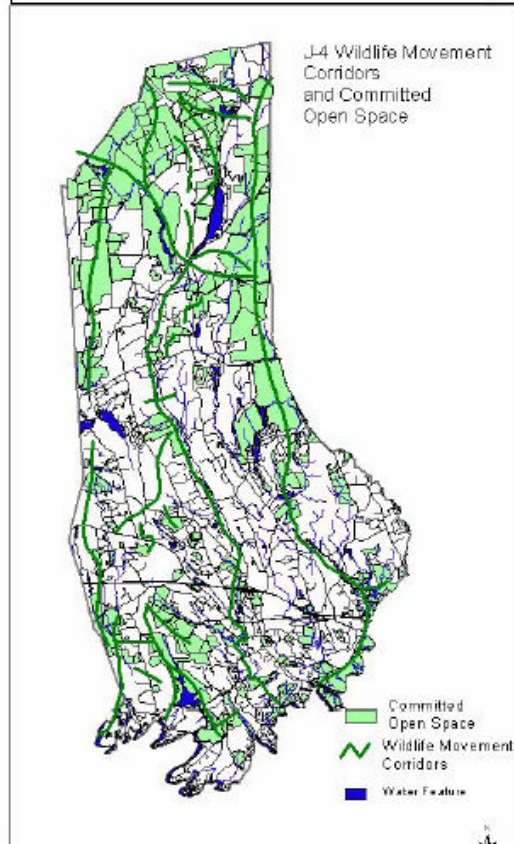 J-4 Wildlife Movement
Corridors
and Committed
Open Space
Committed
Open Space
Wildlife Movement
Corridors
Water Feature
N